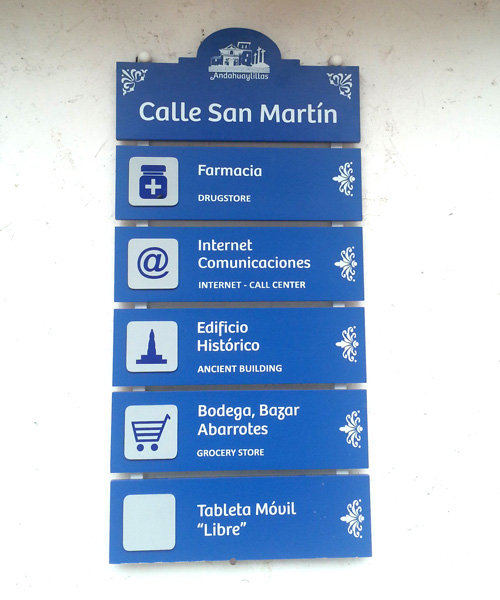 Andahuaylillas
Calle San Martín
Farmacia
DRUGSTORE
@
Internet
Comunicaciones
INTERNET - CALL CENTER
Edificio
Histórico
ANCIENT BUILDING
Bodega, Bazar
Abarrotes
GROCERY STORE
Tableta Móvil
“Libre”